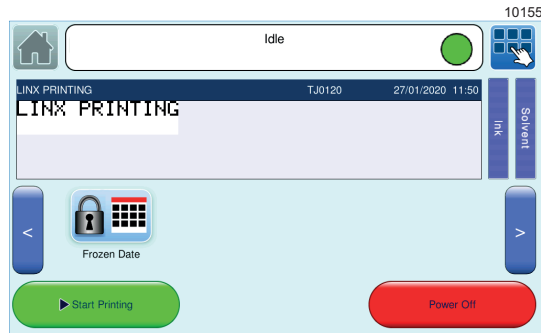 10155
Idle
LINX PRINTING TJ0120 27/01/2020 11:50
LINX PRINTING
Ink
Solvent
< >
Frozen Date
Start Printing Power Off